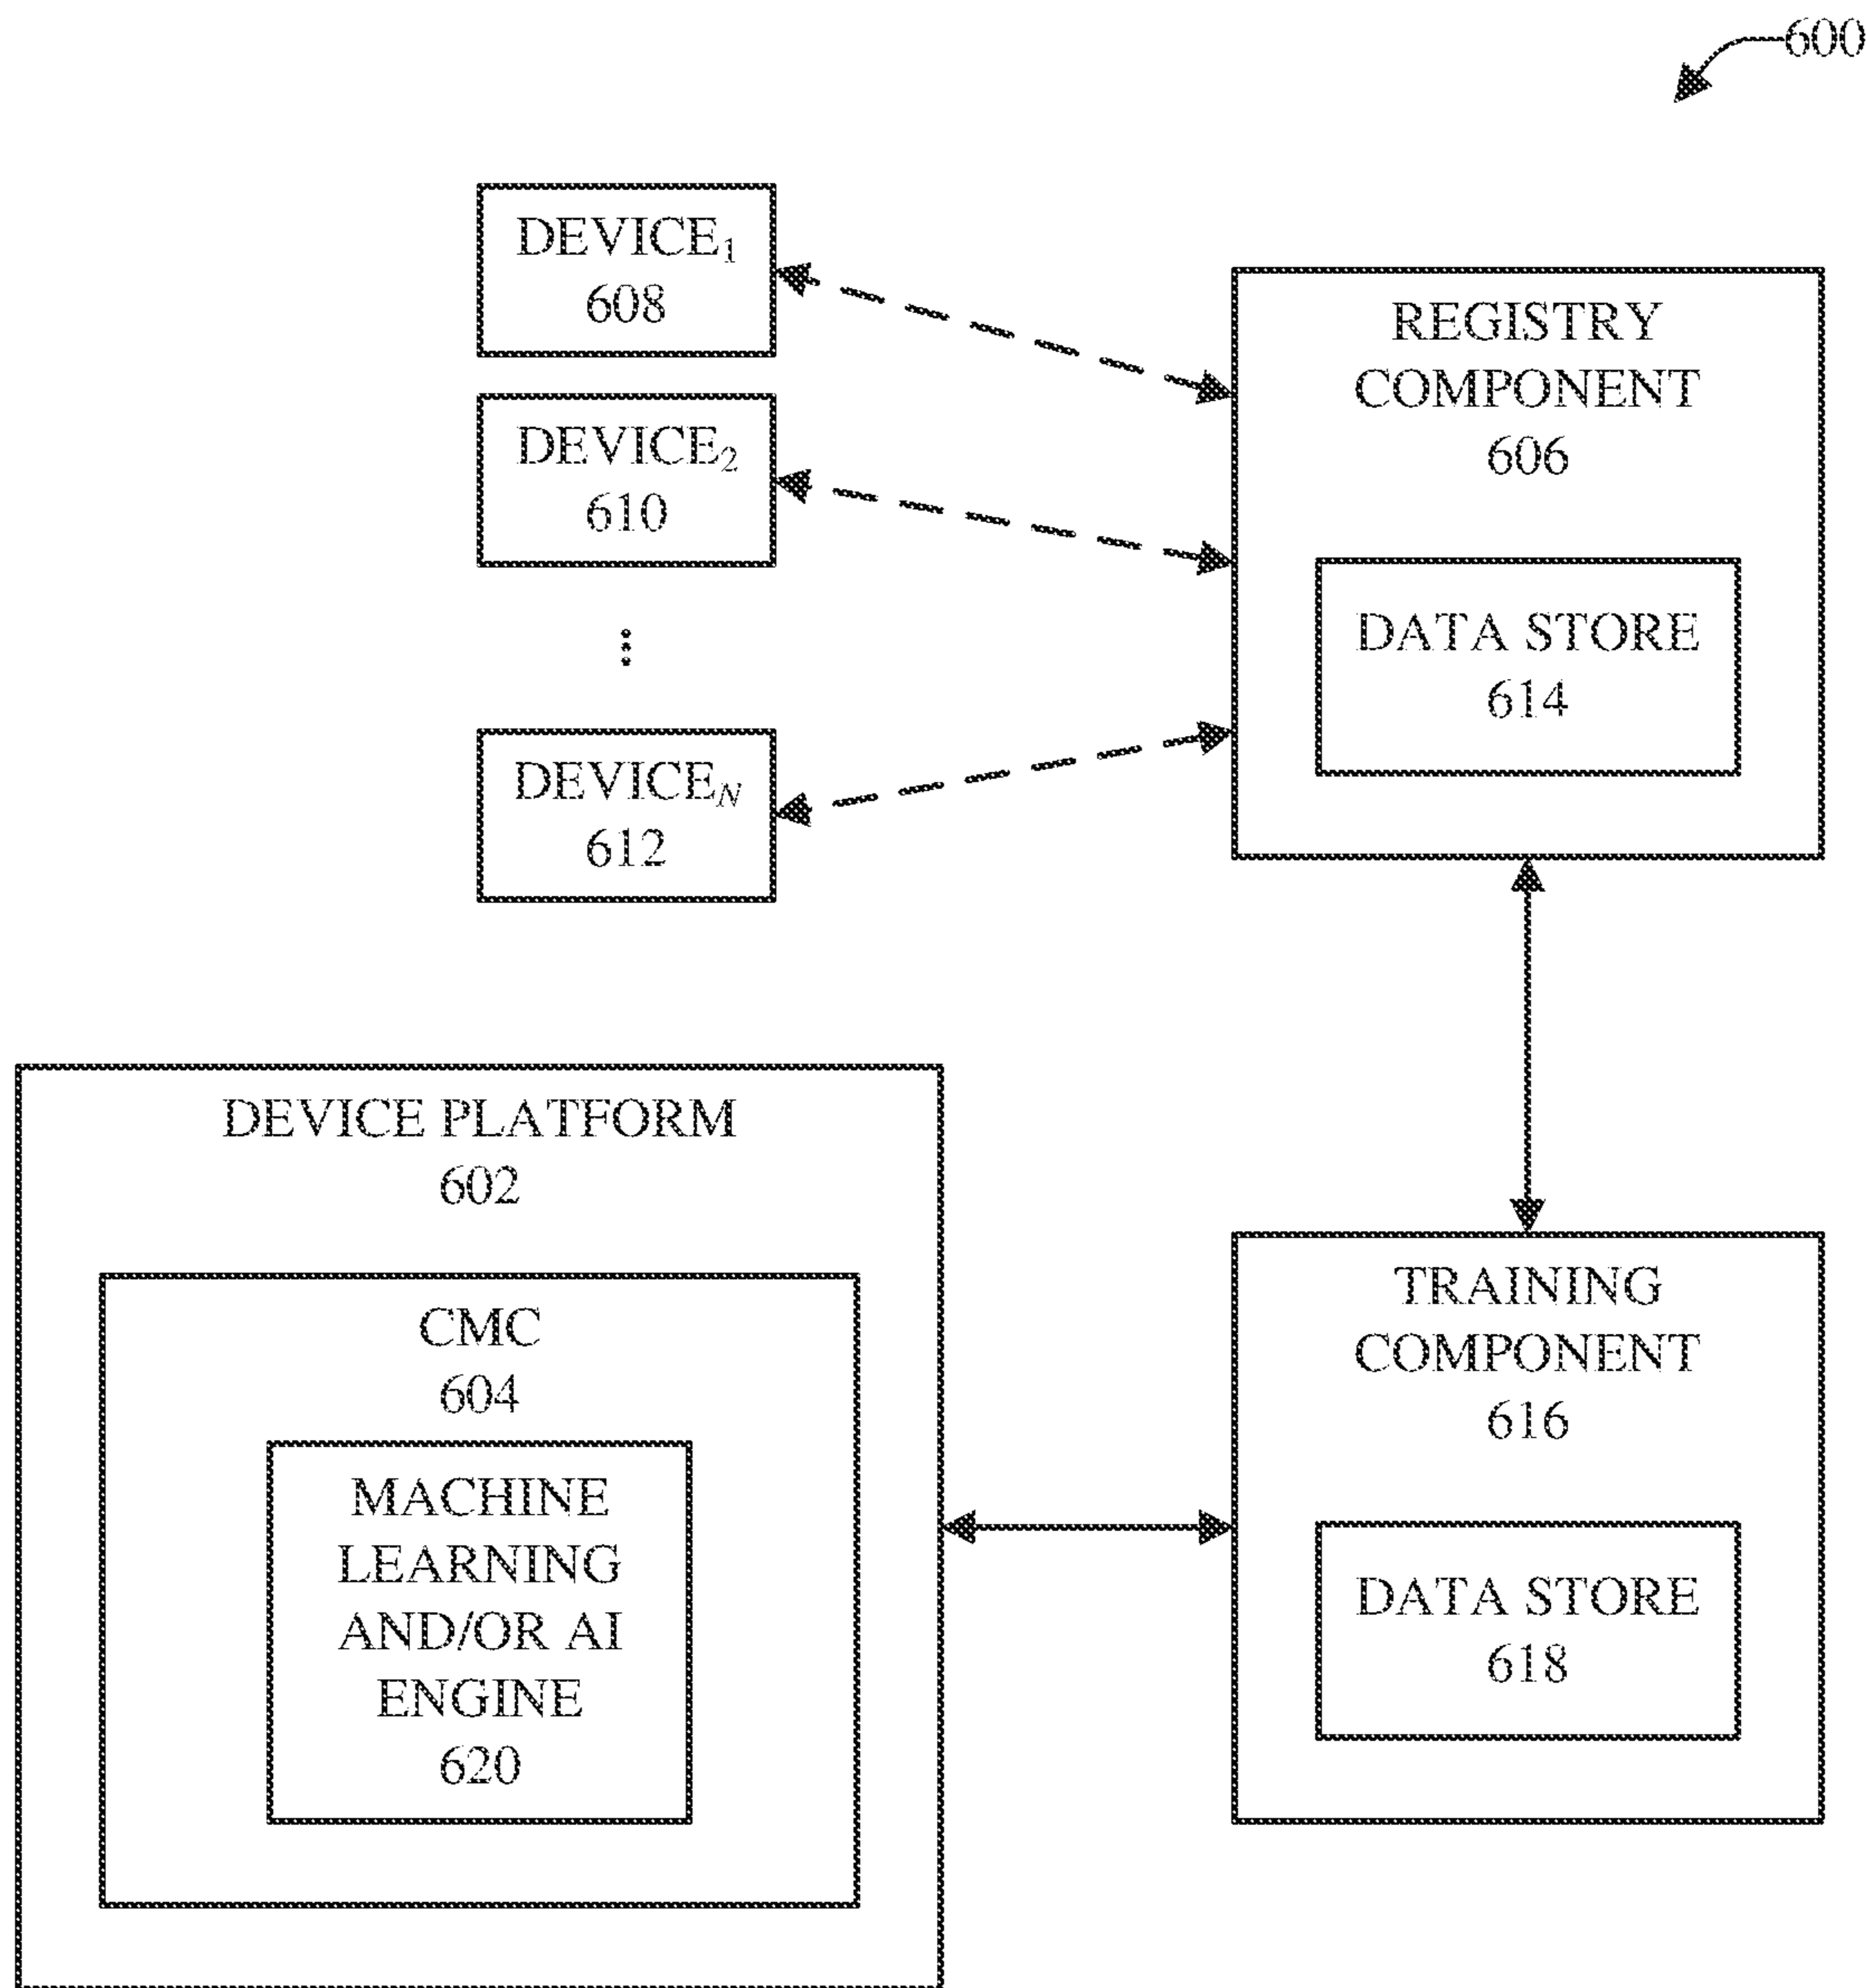 600
DEVICE₁
608
DEVICE₂
610
⋮
DEVICE_N
612
REGISTRY
COMPONENT
606
DATA STORE
614
DEVICE PLATFORM
602
CMC
604
MACHINE
LEARNING
AND/OR AI
ENGINE
620
TRAINING
COMPONENT
616
DATA STORE
618